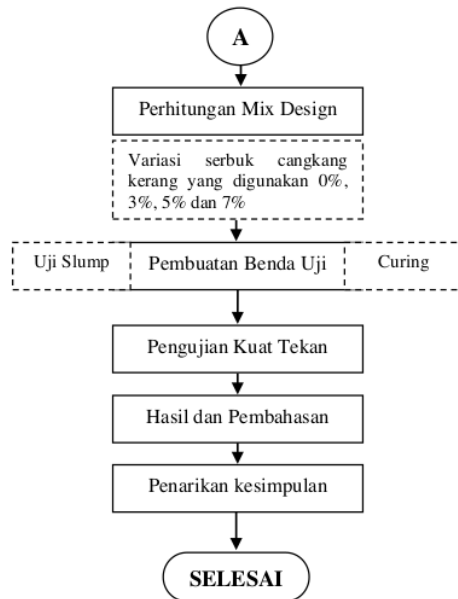 A
Perhitungan Mix Design
Variasi serbuk cangkang
kerang yang digunakan 0%,
3%, 5% dan 7%
Uji Slump
Pembuatan Benda Uji
Curing
Pengujian Kuat Tekan
Hasil dan Pembahasan
Penarikan kesimpulan
SELESAI